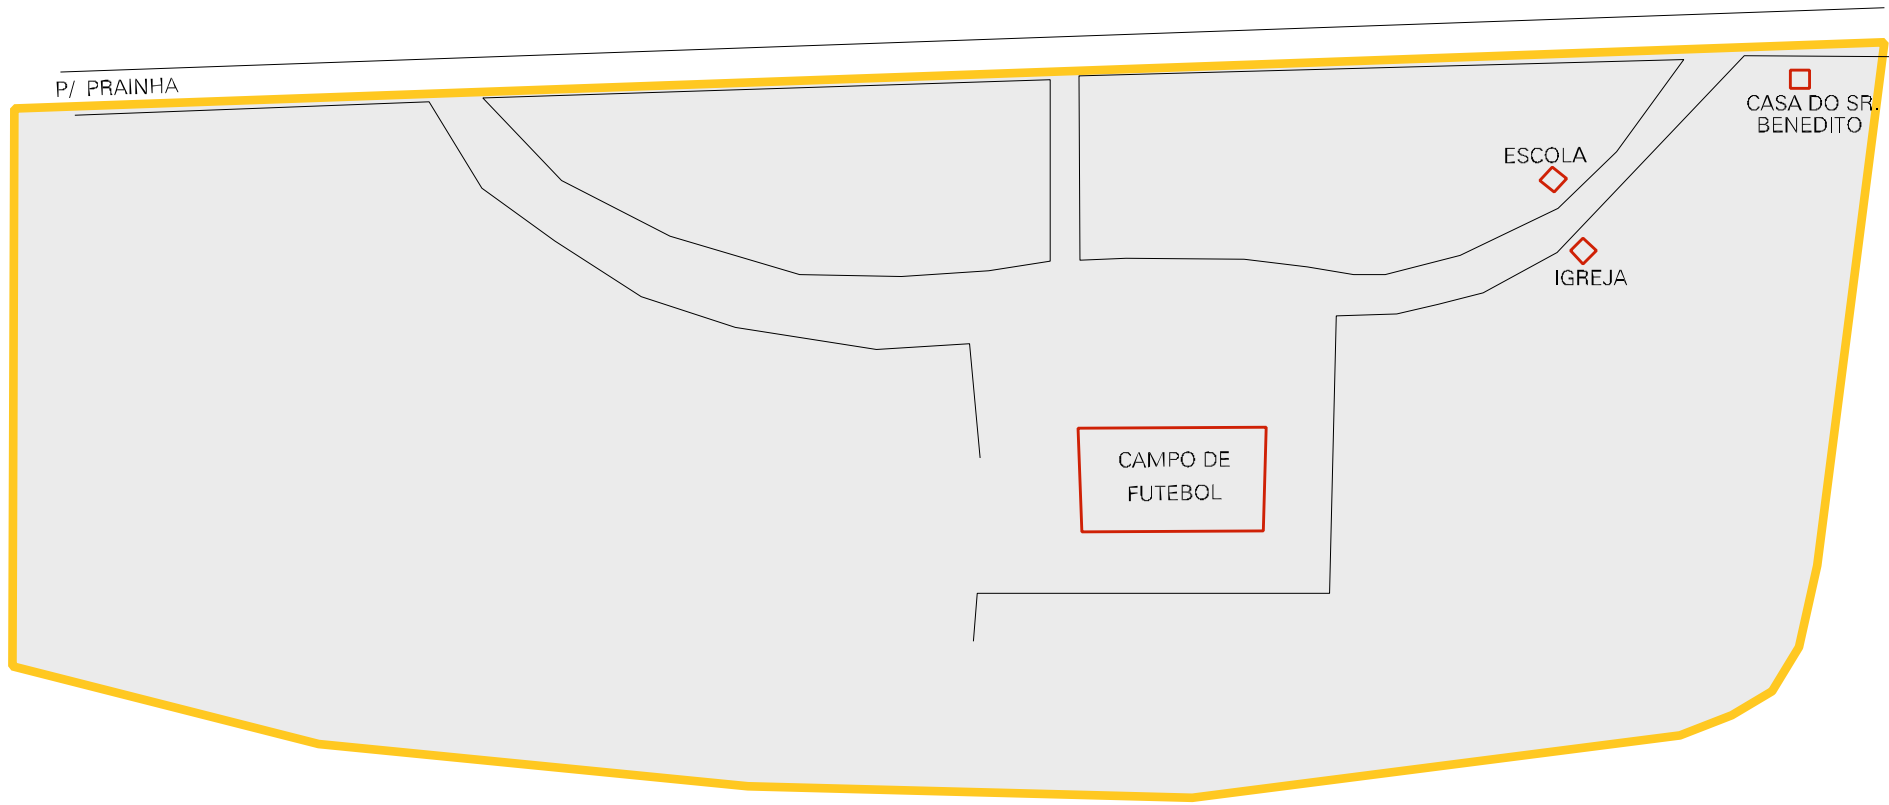 P/ PRAINHA
CASA DO SR.
BENEDITO
ESCOLA
IGREJA
CAMPO DE
FUTEBOL